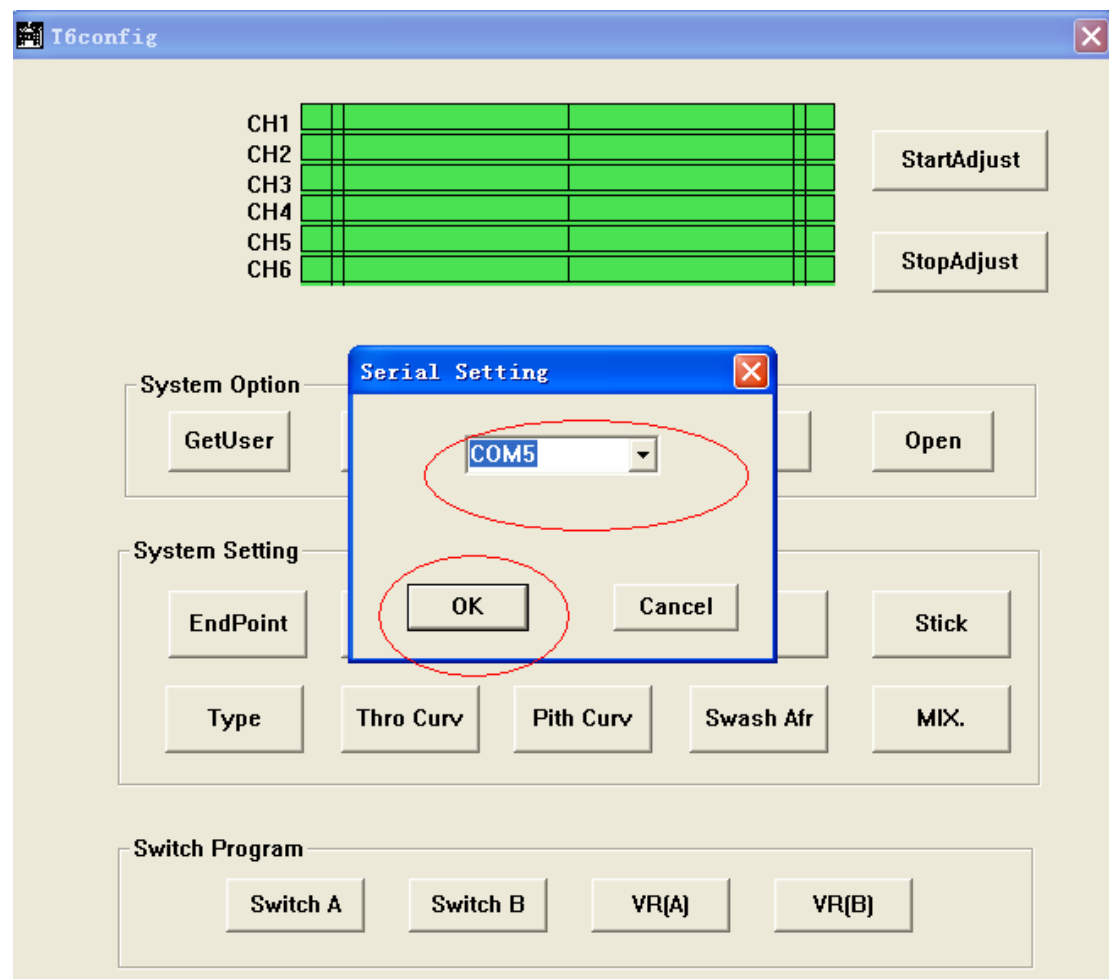 T6config
CH1
CH2
CH3
CH4
CH5
CH6
StartAdjust
StopAdjust
Serial Setting
COM5
OK
Cancel
System Option
GetUser
Open
System Setting
EndPoint
Stick
Type
Thro Curv
Pith Curv
Swash Afr
MIX.
Switch Program
Switch A
Switch B
VR(A)
VR(B)